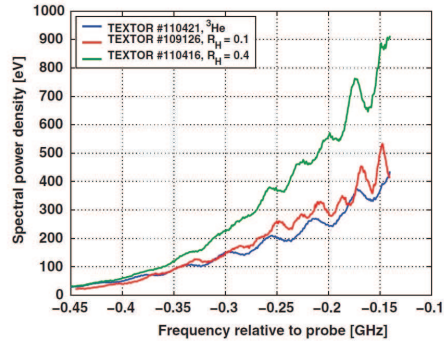 1000
900
800
700
600
500
400
300
200
100
0
Spectral power density [eV]
TEXTOR #110421, ³He
TEXTOR #109126, R_H = 0.1
TEXTOR #110416, R_H = 0.4
−0.45 −0.4 −0.35 −0.3 −0.25 −0.2 −0.15 −0.1
Frequency relative to probe [GHz]